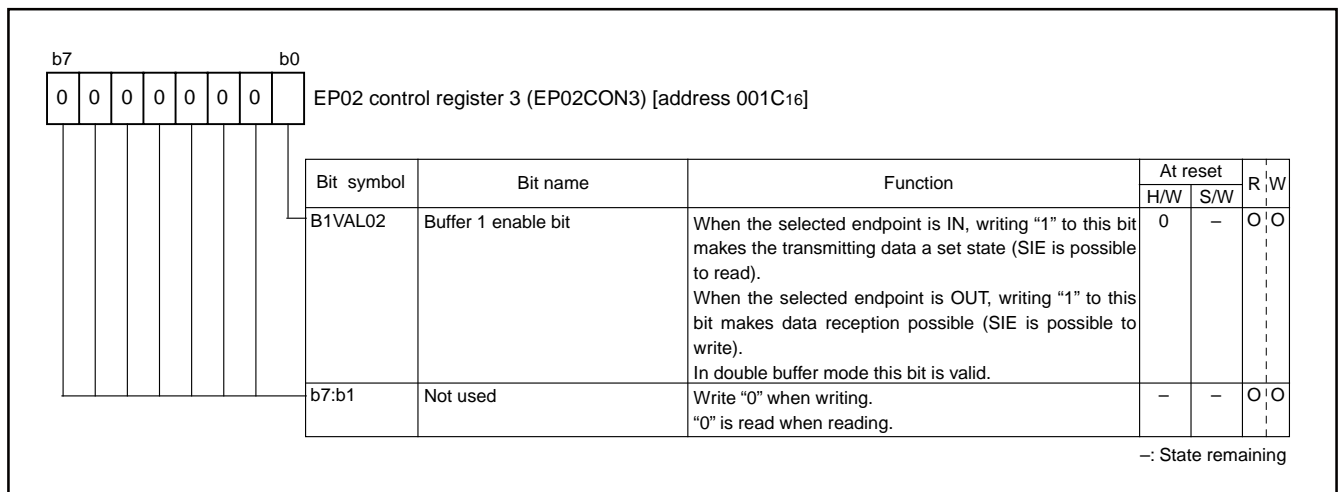 b7 b0
0 0 0 0 0 0 0 EP02 control register 3 (EP02CON3) [address 001C16]
Bit symbol Bit name Function At reset R W
H/W S/W
B1VAL02 Buffer 1 enable bit When the selected endpoint is IN, writing “1” to this bit 0 – O O
makes the transmitting data a set state (SIE is possible
to read).
When the selected endpoint is OUT, writing “1” to this
bit makes data reception possible (SIE is possible to
write).
In double buffer mode this bit is valid.
b7:b1 Not used Write “0” when writing. – – O O
“0” is read when reading.
–: State remaining